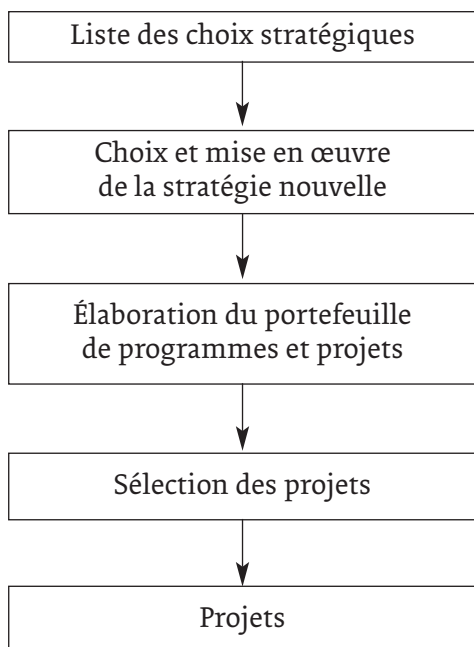 Liste des choix stratégiques
Choix et mise en œuvre
de la stratégie nouvelle
Élaboration du portefeuille
de programmes et projets
Sélection des projets
Projets